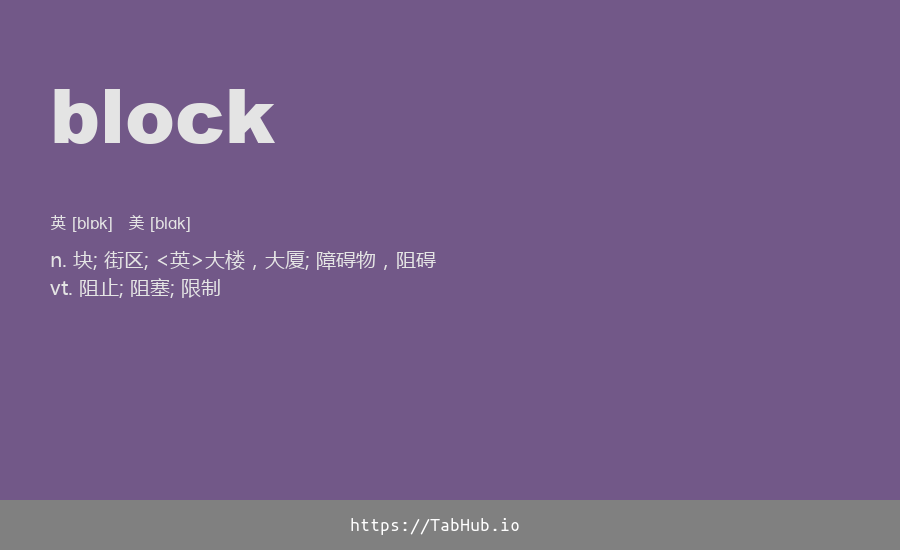 block
英 [blɒk] 美 [blɑk]
n. 块; 街区; <英>大楼，大厦; 障碍物，阻碍
vt. 阻止; 阻塞; 限制
https://TabHub.io